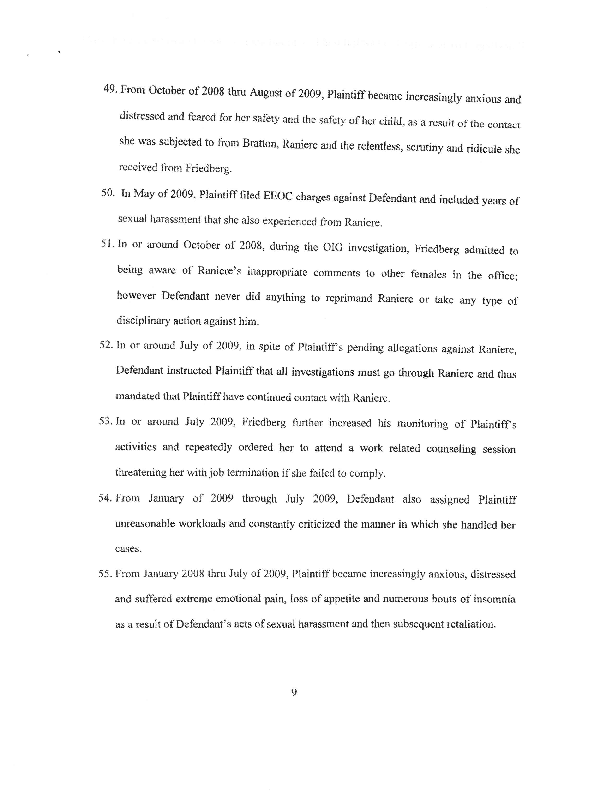 49. From October of 2008 thru August of 2009, Plaintiff became increasingly anxious and
distressed and feared for her safety and the safety of her child, as a result of the contact
she was subjected to from Bratton, Raniere and the relentless, scrutiny and ridicule she
received from Friedberg.
50. In May of 2009, Plaintiff filed EEOC charges against Defendant and included years of
sexual harassment that she also experienced from Raniere.
51. In or around October of 2008, during the OIG investigation, Friedberg admitted to
being aware of Raniere's inappropriate comments to other females in the office;
however Defendant never did anything to reprimand Raniere or take any type of
disciplinary action against him.
52. In or around July of 2009, in spite of Plaintiff's pending allegations against Raniere,
Defendant instructed Plaintiff that all investigations must go through Raniere and thus
mandated that Plaintiff have continued contact with Raniere.
53. In or around July 2009, Friedberg further increased his monitoring of Plaintiff's
activities and repeatedly ordered her to attend a work related counseling session
threatening her with job termination if she failed to comply.
54. From January of 2009 through July 2009, Defendant also assigned Plaintiff
unreasonable workloads and constantly criticized the manner in which she handled her
cases.
55. From January 2008 thru July of 2009, Plaintiff became increasingly anxious, distressed
and suffered extreme emotional pain, loss of appetite and numerous bouts of insomnia
as a result of Defendant's acts of sexual harassment and then subsequent retaliation.
9